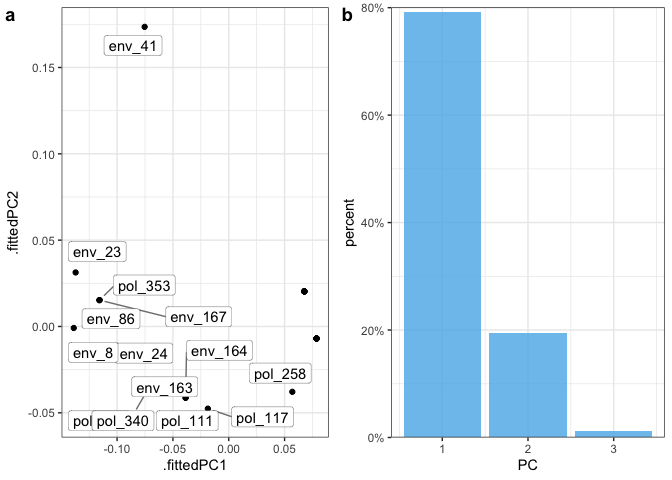 a
env_41
env_23
pol_353
env_86
env_167
env_8
env_24
env_164
pol_258
env_163
pol_340
pol_111
pol_117
0.15
0.10
0.05
0.00
-0.05
-0.10
-0.05
0.00
0.05
.fittedPC1
.fittedPC2
b
80%
60%
40%
20%
0%
1
2
3
PC
percent